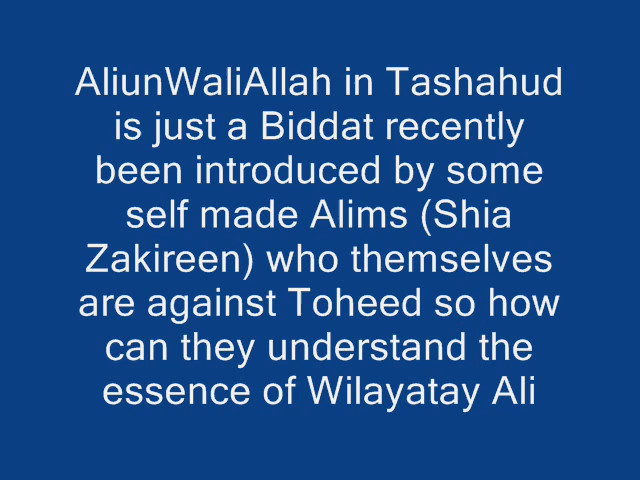 AliunWaliAllah in Tashahud
is just a Biddat recently
been introduced by some
self made Alims (Shia
Zakireen) who themselves
are against Toheed so how
can they understand the
essence of Wilayatay Ali